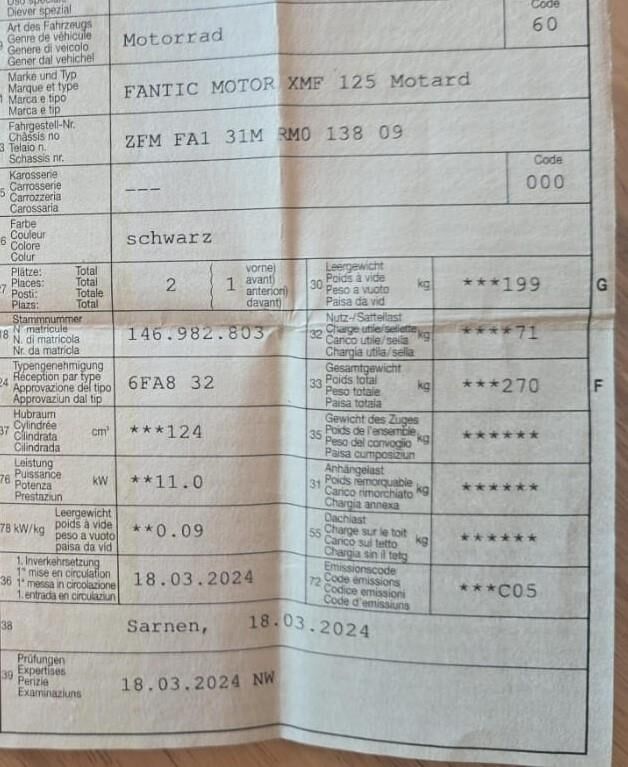 Diever spezial
Code
Art des Fahrzeugs
Genre de véhicule
Genere di veicolo
Gener dal vehichel
Motorrad
60
Marke und Typ
Marque et type
Marca e tipo
Marca e tip
FANTIC MOTOR XMF 125 Motard
Fahrgestell-Nr.
Châssis no
Telaio n.
Schassis nr.
ZFM FA1 31M RM0 138 09
Karosserie
Carrosserie
Carrozzeria
Carossaria
---
Code
000
Farbe
Couleur
Colore
Colur
schwarz
Plätze: Total
Places: Total
Posti: Totale
Plazs: Total
2
1
vorne)
avant)
anteriori)
davant)
30
Leergewicht
Poids à vide
Peso a vuoto
Paisa da vid
kg
***199
G
18
Stammnummer
N° matricule
N. di matricola
Nr. da matricla
146.982.803
32
Nutz-/Sattellast
Charge utile/sellette
Carico utile/sella
Chargia utila/sella
kg
****71
24
Typengenehmigung
Réception par type
Approvazione del tipo
Approvaziun dal tip
6FA8 32
33
Gesamtgewicht
Poids total
Peso totale
Paisa totala
kg
***270
F
37
Hubraum
Cylindrée
Cilindrata
Cilindrada
cm³
***124
35
Gewicht des Zuges
Poids de l'ensemble
Peso del convoglio
Paisa cumposiziun
kg
******
76
Leistung
Puissance
Potenza
Prestaziun
kW
**11.0
31
Anhängelast
Poids remorquable
Carico rimorchiato
Chargia annexa
kg
******
78 kW/kg
Leergewicht
poids à vide
peso a vuoto
paisa da vid
**0.09
55
Dachlast
Charge sur le toit
Carico sul tetto
Chargia sin il tetg
kg
******
36
1. Inverkehrsetzung
1re mise en circulation
1a messa in circolazione
1. entrada en circulaziun
18.03.2024
72
Emissionscode
Code émissions
Codice emissioni
Code d'emissiuns
***C05
38
Sarnen, 18.03.2024
39
Prüfungen
Expertises
Perizie
Examinaziuns
18.03.2024 NW